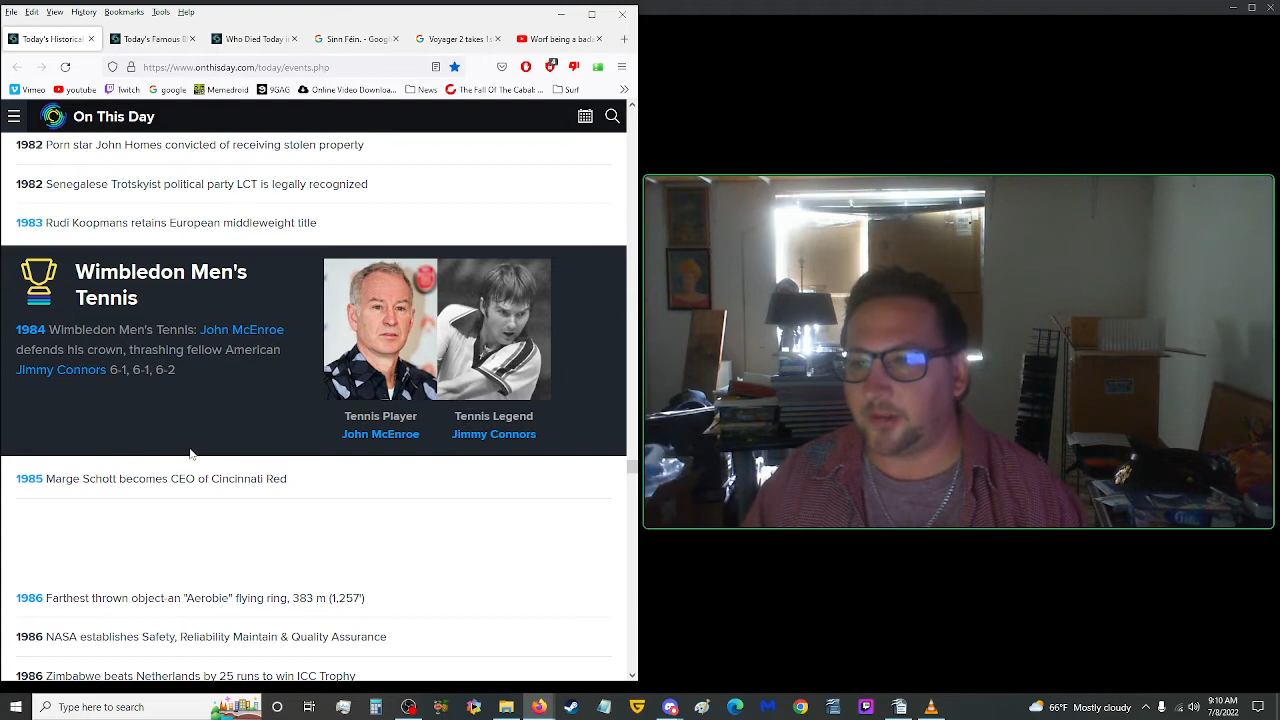 File Edit View History Bookmarks Tools Help
Today's Historical
Today's Famous B
Who Died Today i
Sinn Féin. - Googl
Voyager 2 takes 1s
Worf being a bad
https://www.onthisday.com/today/events.php
Vimeo youtube Twitch google Memedroid 9GAG Online Video Downloa... News The Fall Of The Cabal: ... Surf
On This Day
1982 Porn star John Homes convicted of receiving stolen property
1982 Senegalese Trotskyist political party LCT is legally recognized
1983 Rudi Koopmans retains European middleweight title
Wimbledon Men's
Tennis
1984 Wimbledon Men's Tennis: John McEnroe
defends his crown, thrashing fellow American
Jimmy Connors 6-1, 6-1, 6-2
Tennis Player
John McEnroe
Tennis Legend
Jimmy Connors
1985 Marge Schott becomes CEO of Cincinnati Red
1986 Farthest thrown object-an "Aerobie" flying ring, 383 m (1,257')
1986 NASA establishes Safety, Reliability Maintain & Quality Assurance
1986 Zimbabwe beats Netherlands by 25 runs to win ICC Trophy
Type here to search
66°F Mostly cloudy
9:10 AM
7/8/2022